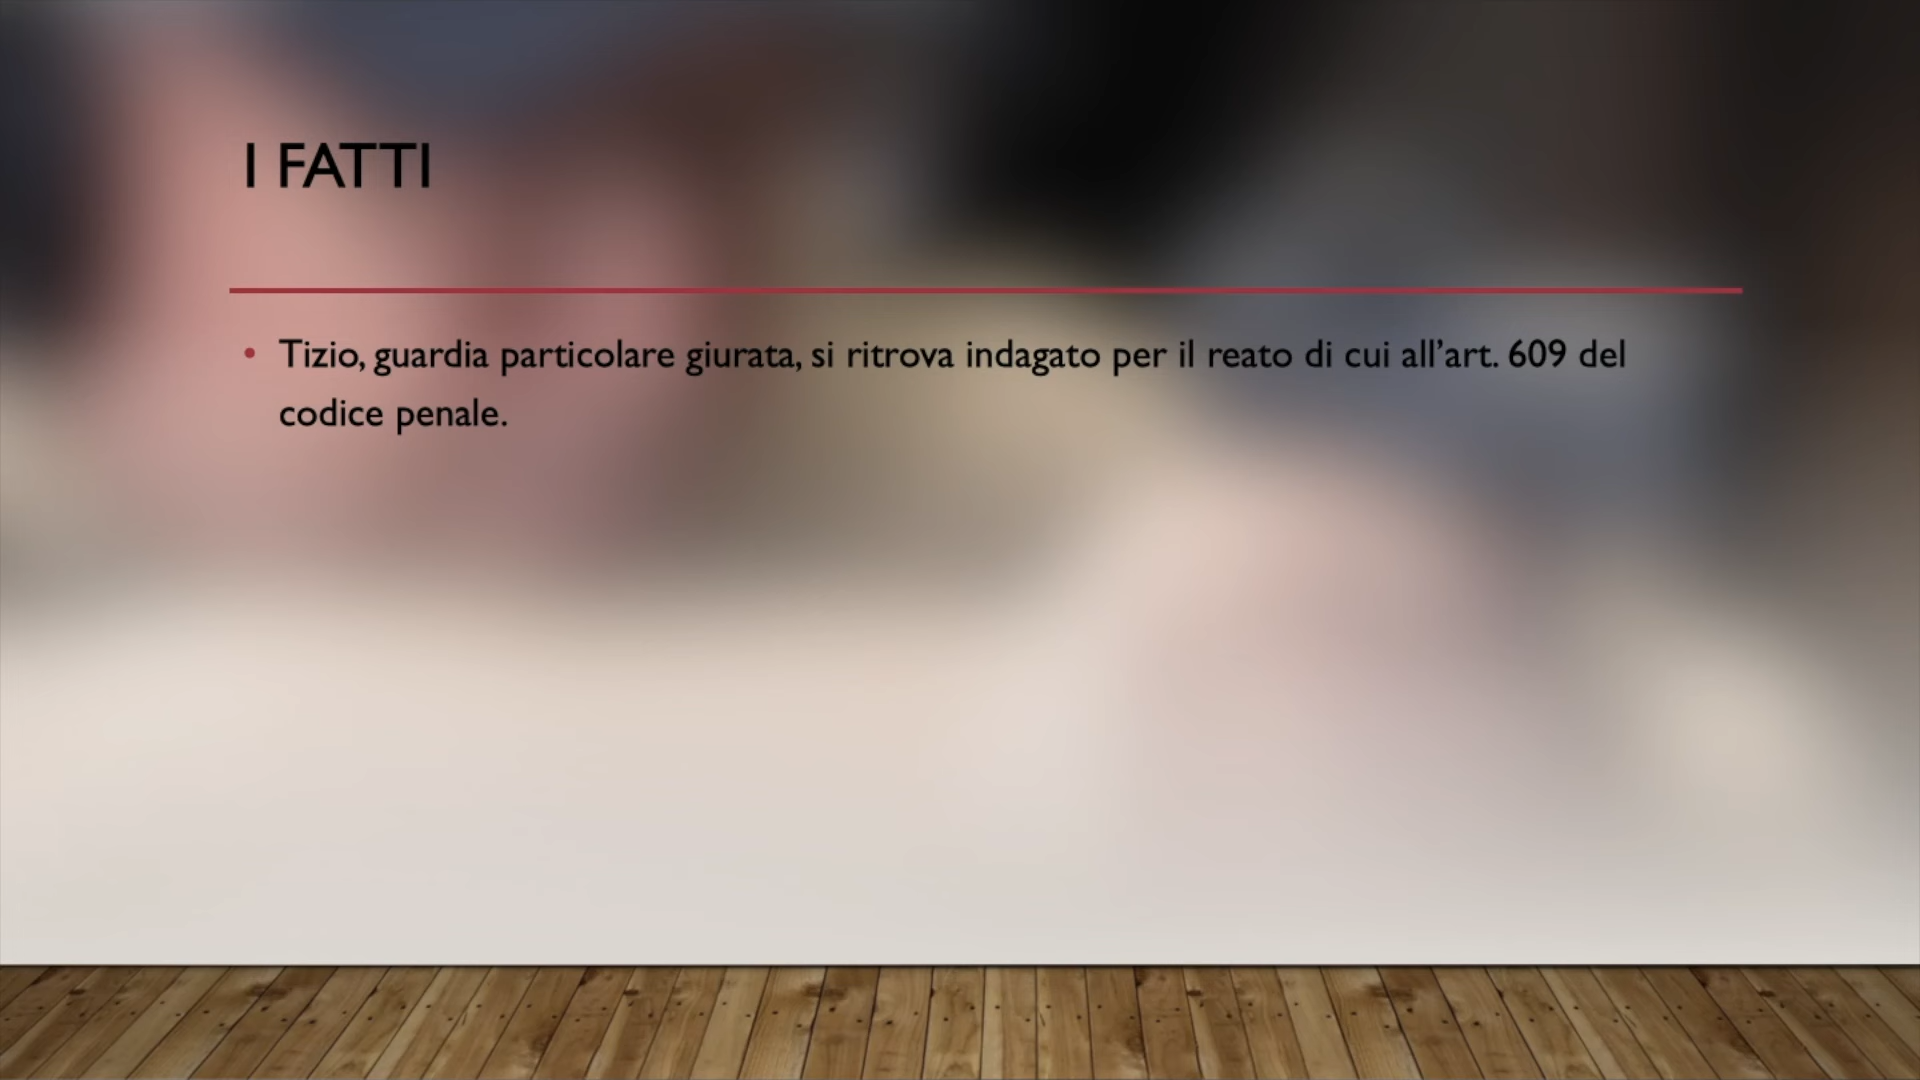 I FATTI
• Tizio, guardia particolare giurata, si ritrova indagato per il reato di cui all’art. 609 del
codice penale.